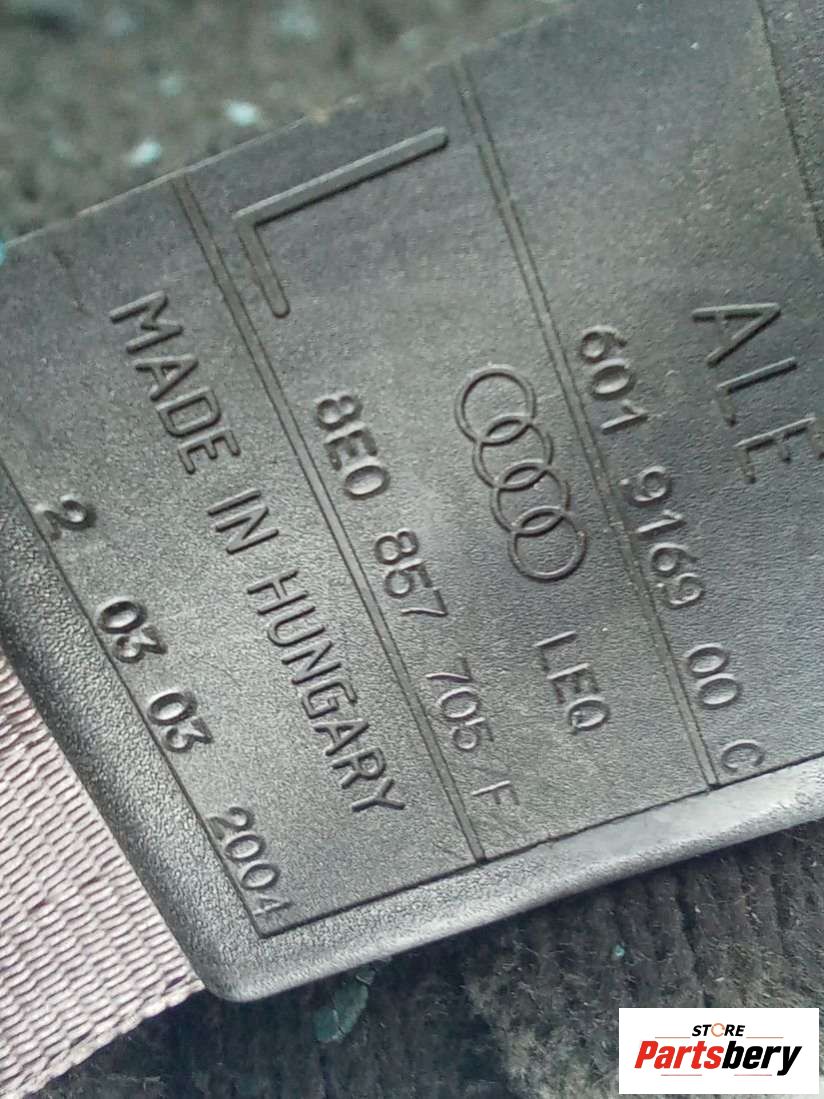 ALE
601 9169 00 C
LEQ
L
8E0 857 705 F
MADE IN HUNGARY
2 03 03 2004
STORE
Partsbery